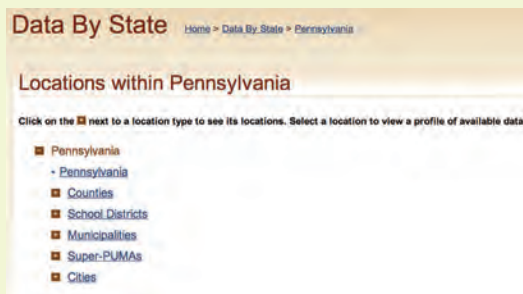 Data By State Home > Data By State > Pennsylvania
Locations within Pennsylvania
Click on the next to a location type to see its locations. Select a location to view a profile of available data
Pennsylvania
- Pennsylvania
Counties
School Districts
Municipalities
Super-PUMAs
Cities